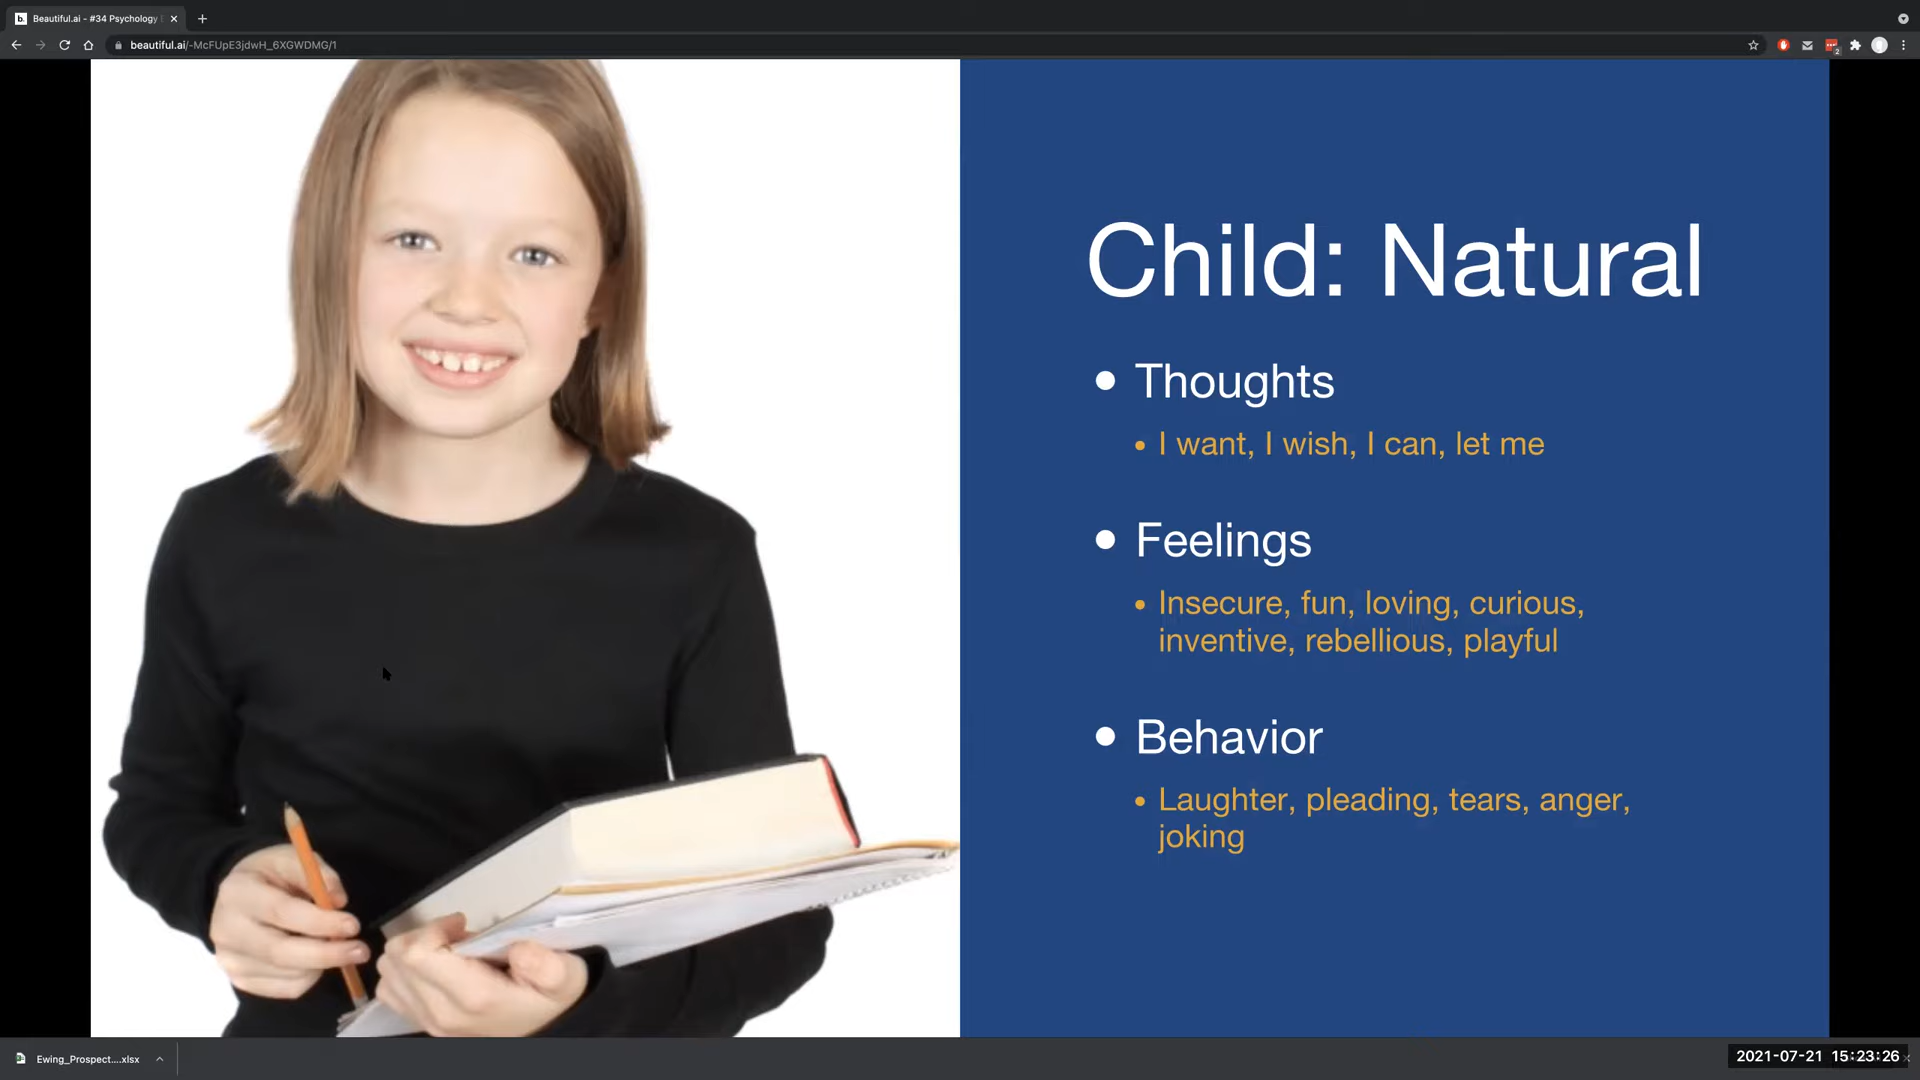 Beautiful.ai - #34 Psychology
beautiful.ai/-McFUpE3jdwH_6XGWDMG/1
Child: Natural
Thoughts
I want, I wish, I can, let me
Feelings
Insecure, fun, loving, curious,
inventive, rebellious, playful
Behavior
Laughter, pleading, tears, anger,
joking
Ewing_Prospect....xlsx
2021-07-21 15:23:26